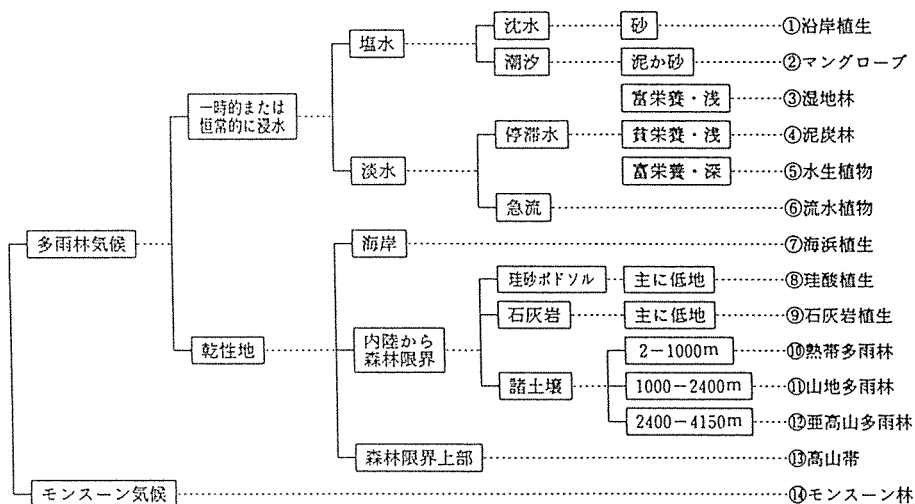 沈水 砂 ①沿岸植生
塩水
潮汐 泥か砂 ②マングローブ
富栄養・浅 ③湿地林
一時的または
恒常的に浸水
停滞水 貧栄養・浅 ④泥炭林
淡水 富栄養・深 ⑤水生植物
急流 ⑥流水植物
多雨林気候 海岸 ⑦海浜植生
珪砂ポドソル 主に低地 ⑧珪酸植生
石灰岩 主に低地 ⑨石灰岩植生
乾性地 内陸から
森林限界
2-1000m ⑩熱帯多雨林
諸土壌 1000-2400m ⑪山地多雨林
2400-4150m ⑫亜高山多雨林
森林限界上部 ⑬高山帯
モンスーン気候 ⑭モンスーン林